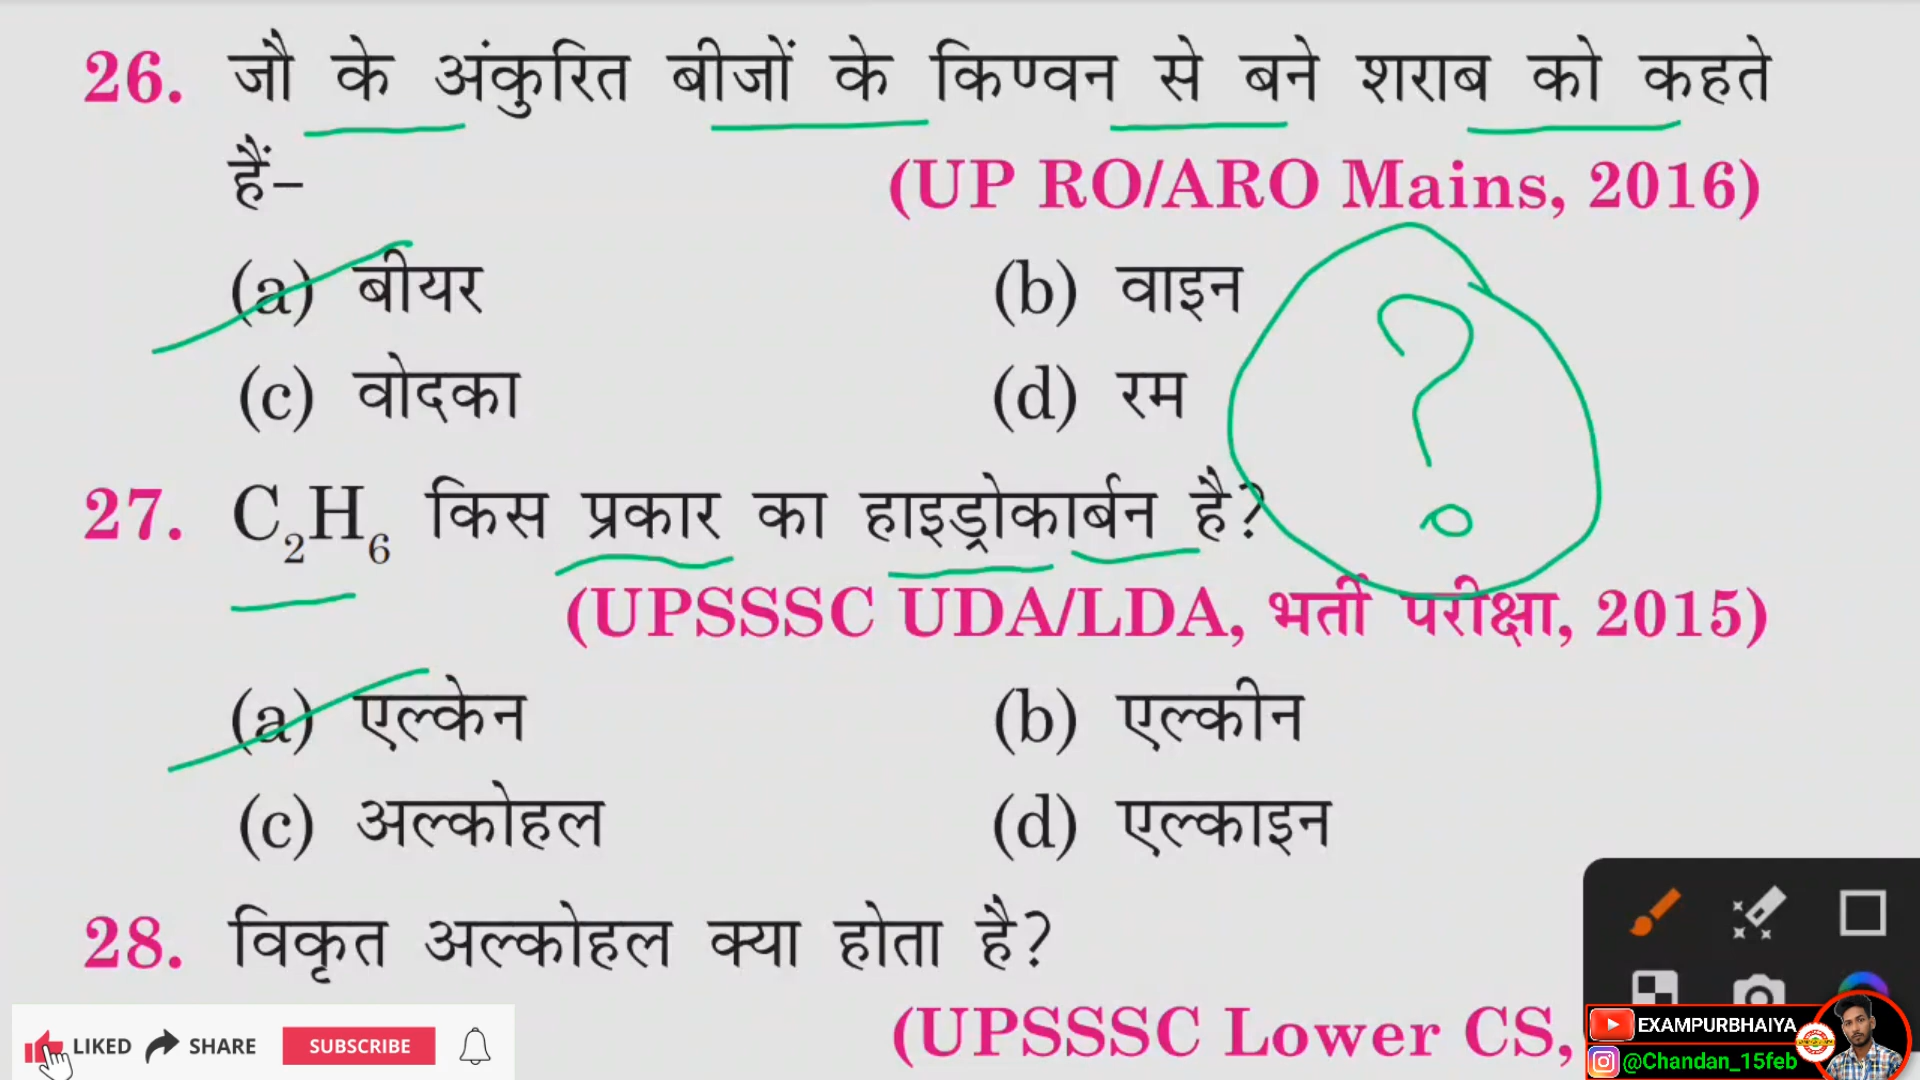 26. जौ के अंकुरित बीजों के किण्वन से बने शराब को कहते
हैं–
(UP RO/ARO Mains, 2016)
(a) बीयर
(b) वाइन
(c) वोदका
(d) रम
?
27. C₂H₆ किस प्रकार का हाइड्रोकार्बन है?
(UPSSSC UDA/LDA, भर्ती परीक्षा, 2015)
(a) एल्केन
(b) एल्कीन
(c) अल्कोहल
(d) एल्काइन
28. विकृत अल्कोहल क्या होता है?
(UPSSSC Lower CS,
LIKED SHARE SUBSCRIBE
EXAMPURBHAIYA
@Chandan_15feb